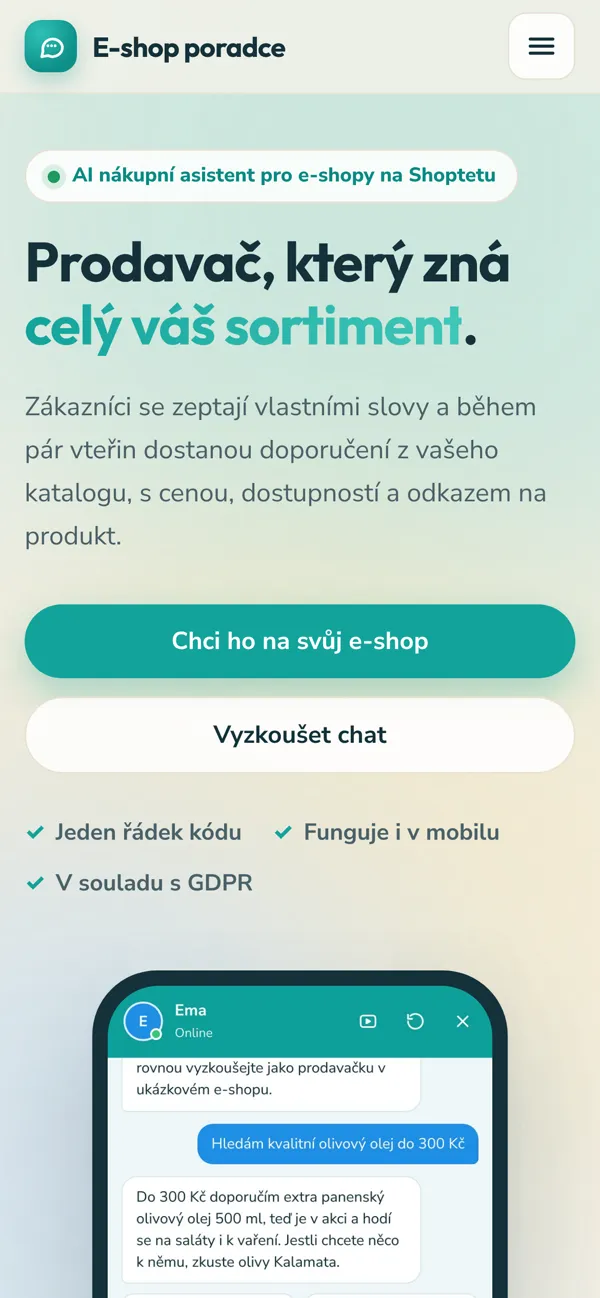 E-shop poradce
AI nákupní asistent pro e-shopy na Shoptetu
Prodavač, který zná
celý váš sortiment.
Zákazníci se zeptají vlastními slovy a během
pár vteřin dostanou doporučení z vašeho
katalogu, s cenou, dostupností a odkazem na
produkt.
Chci ho na svůj e-shop
Vyzkoušet chat
Jeden řádek kódu
Funguje i v mobilu
V souladu s GDPR
E
Ema
Online
rovnou vyzkoušejte jako prodavačku v
ukázkovém e-shopu.
Hledám kvalitní olivový olej do 300 Kč
Do 300 Kč doporučím extra panenský
olivový olej 500 ml, teď je v akci a hodí
se na saláty i k vaření. Jestli chcete něco
k němu, zkuste olivy Kalamata.